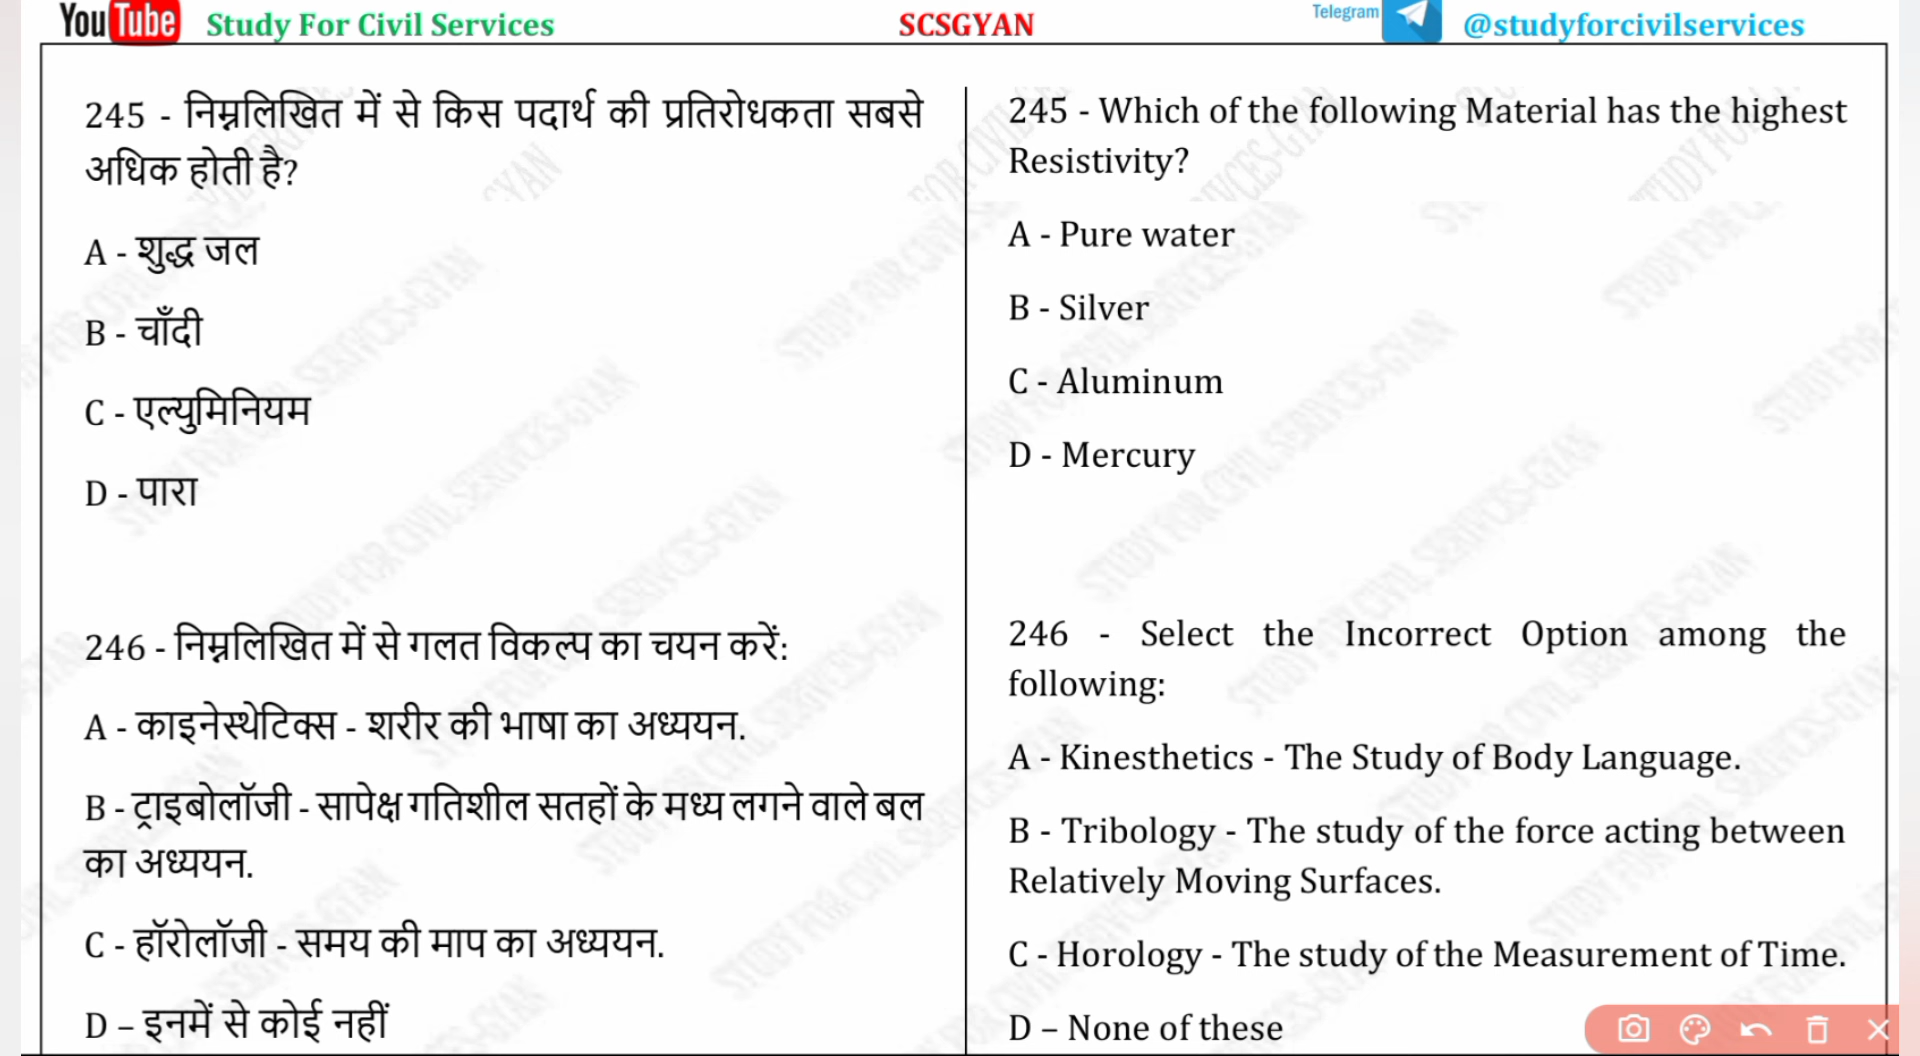 YouTube Study For Civil Services SCSGYAN Telegram @studyforcivilservices
245 - निम्नलिखित में से किस पदार्थ की प्रतिरोधकता सबसे
अधिक होती है?
A - शुद्ध जल
B - चाँदी
C - एल्युमिनियम
D - पारा
246 - निम्नलिखित में से गलत विकल्प का चयन करें:
A - काइनेस्थेटिक्स - शरीर की भाषा का अध्ययन.
B - ट्राइबोलॉजी - सापेक्ष गतिशील सतहों के मध्य लगने वाले बल
का अध्ययन.
C - हॉरोलॉजी - समय की माप का अध्ययन.
D – इनमें से कोई नहीं
245 - Which of the following Material has the highest
Resistivity?
A - Pure water
B - Silver
C - Aluminum
D - Mercury
246 - Select the Incorrect Option among the
following:
A - Kinesthetics - The Study of Body Language.
B - Tribology - The study of the force acting between
Relatively Moving Surfaces.
C - Horology - The study of the Measurement of Time.
D – None of these